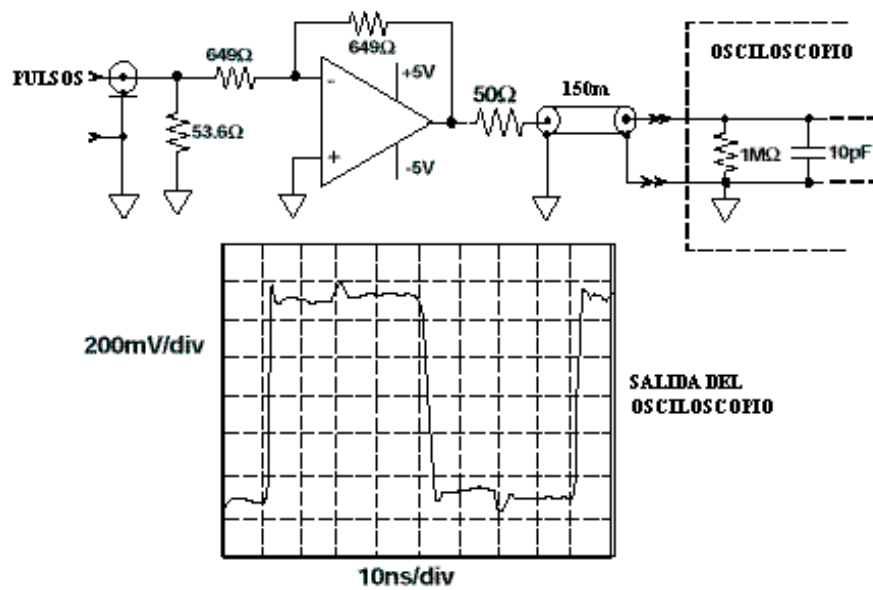 649Ω
649Ω
OSCILOSCOPIO
PULSOS
+5V
50Ω
150m
-
53.6Ω
+
1MΩ
10pF
-5V
200mV/div
SALIDA DEL
OSCILOSCOPIO
10ns/div